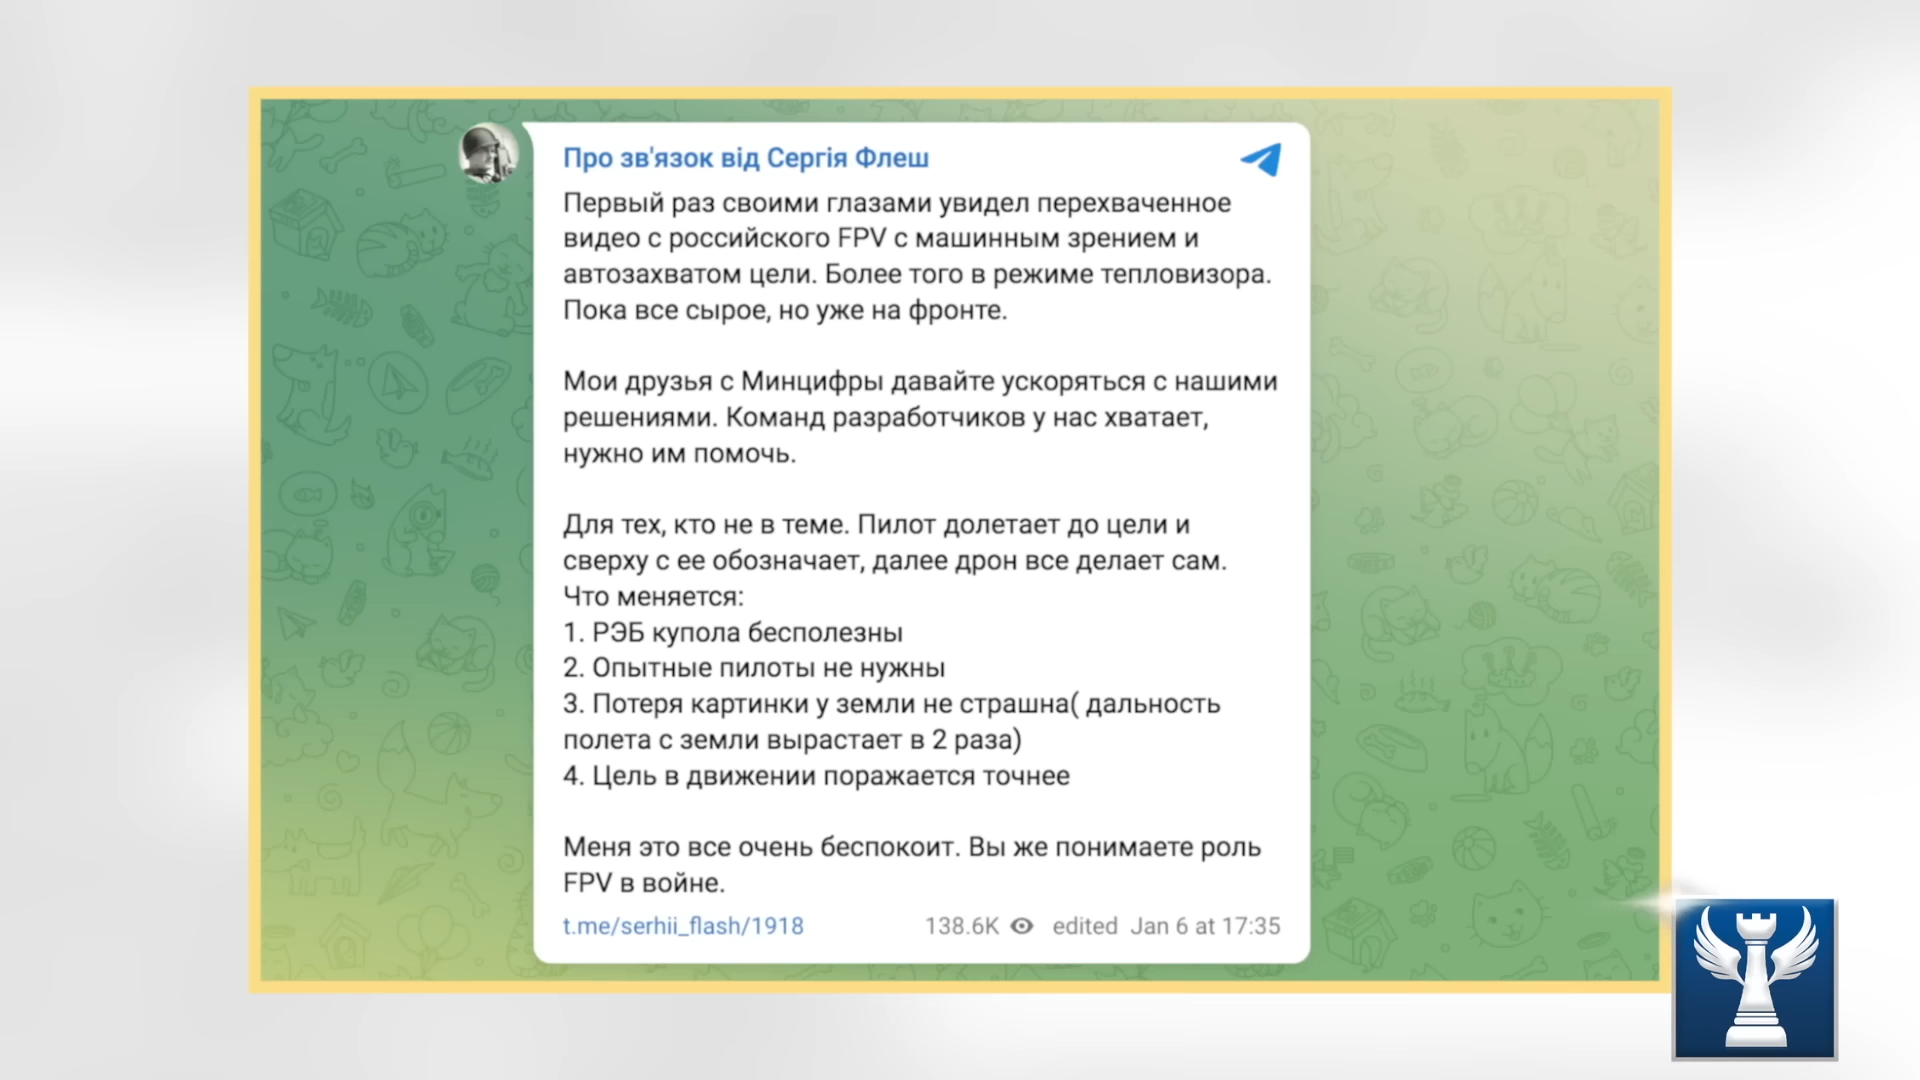 Про зв'язок від Сергія Флеш
Первый раз своими глазами увидел перехваченное
видео с российского FPV с машинным зрением и
автозахватом цели. Более того в режиме тепловизора.
Пока все сырое, но уже на фронте.
Мои друзья с Минцифры давайте ускоряться с нашими
решениями. Команд разработчиков у нас хватает,
нужно им помочь.
Для тех, кто не в теме. Пилот долетает до цели и
сверху с ее обозначает, далее дрон все делает сам.
Что меняется:
1. РЭБ купола бесполезны
2. Опытные пилоты не нужны
3. Потеря картинки у земли не страшна( дальность
полета с земли вырастает в 2 раза)
4. Цель в движении поражается точнее
Меня это все очень беспокоит. Вы же понимаете роль
FPV в войне.
t.me/serhii_flash/1918 138.6K edited Jan 6 at 17:35